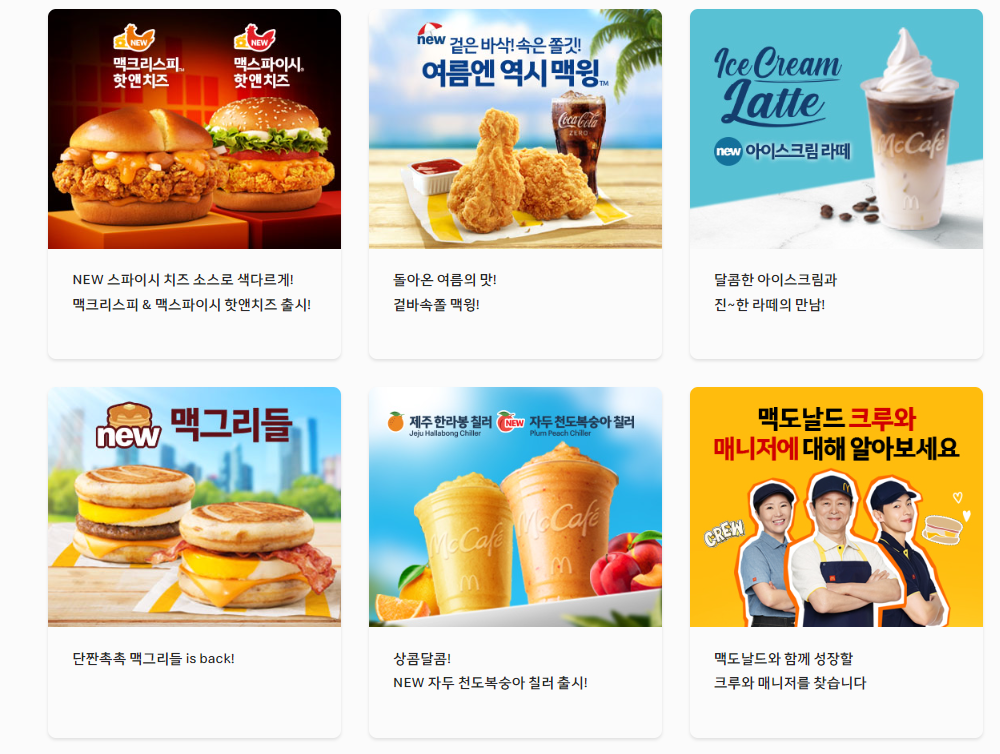 NEW
NEW
맥크리스피™
핫앤치즈
맥스파이시®
핫앤치즈
NEW 스파이시 치즈 소스로 색다르게!
맥크리스피 & 맥스파이시 핫앤치즈 출시!
new
겉은 바삭! 속은 쫄깃!
여름엔 역시 맥윙™
Coca-Cola
ZERO
돌아온 여름의 맛!
겉바속쫄 맥윙!
Ice Cream
Latte
new 아이스크림 라떼
McCafé
달콤한 아이스크림과
진~한 라떼의 만남!
new
맥그리들
단짠촉촉 맥그리들 is back!
제주 한라봉 칠러
Jeju Hallabong Chiller
NEW
자두 천도복숭아 칠러
Plum Peach Chiller
McCafé
McCafé
상콤달콤!
NEW 자두 천도복숭아 칠러 출시!
맥도날드 크루와
매니저에 대해 알아보세요
CREW
맥도날드와 함께 성장할
크루와 매니저를 찾습니다